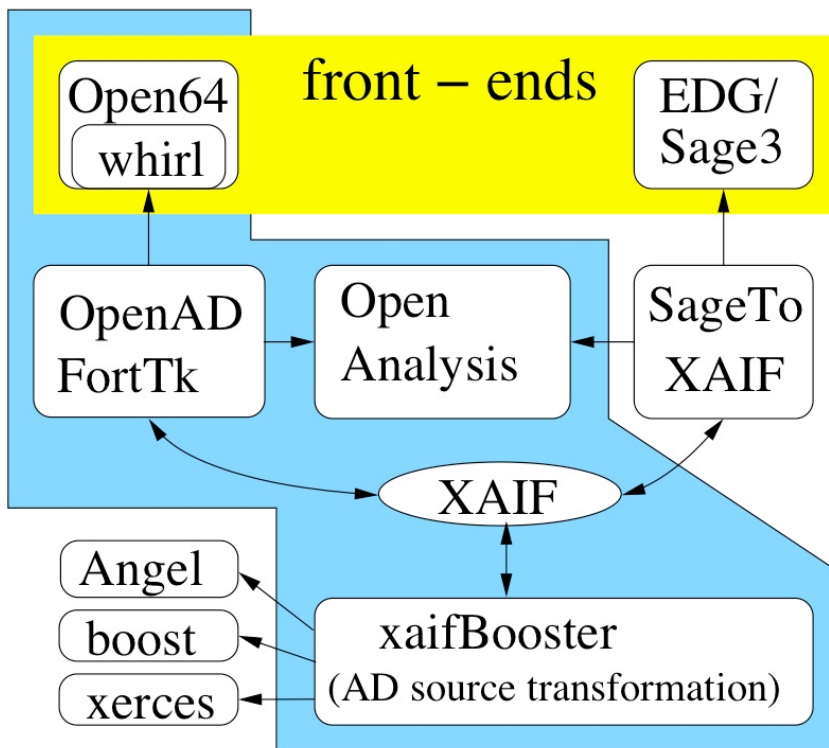 front – ends
Open64
whirl
EDG/
Sage3
OpenAD
FortTk
Open
Analysis
SageTo
XAIF
XAIF
Angel
boost
xerces
xaifBooster
(AD source transformation)